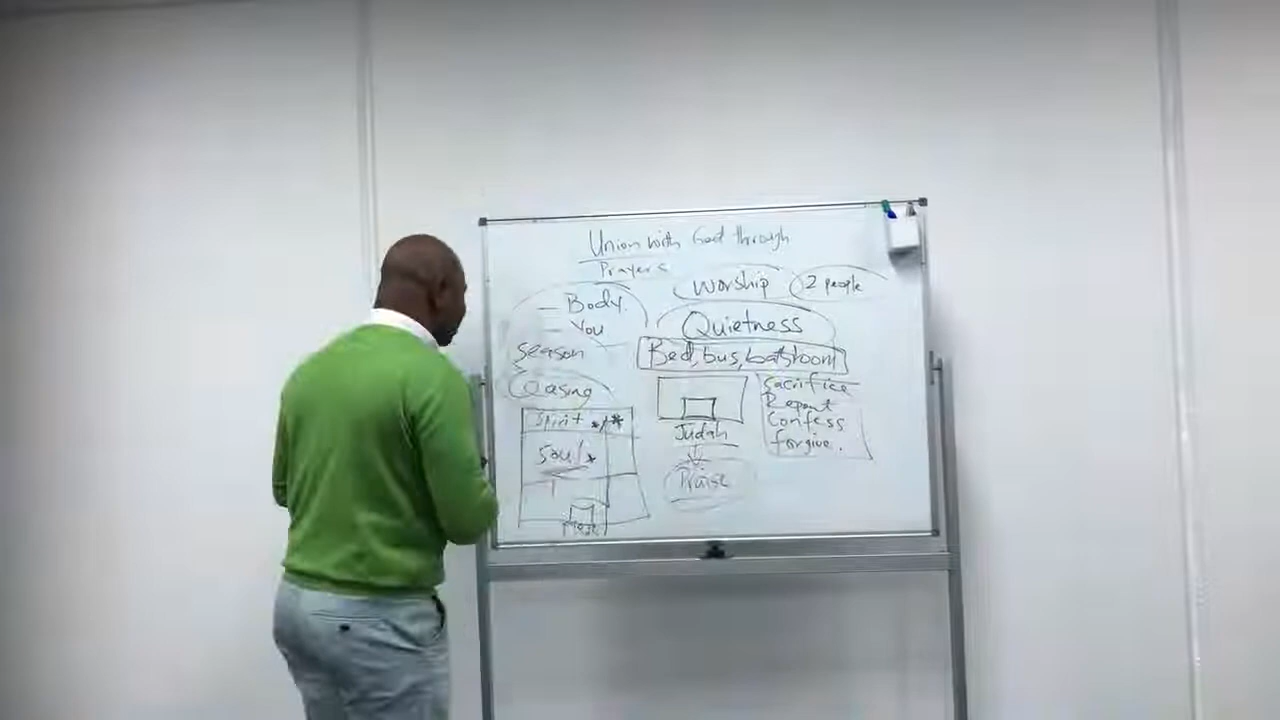 Union with God through
Prayers
Worship
2 people
— Body.
— You
Quietness
season
Bed, bus, bathroom
Ceasing
Sacrifice
Repent
Confess
forgive.
Spirit
Soul
Judah
Praise